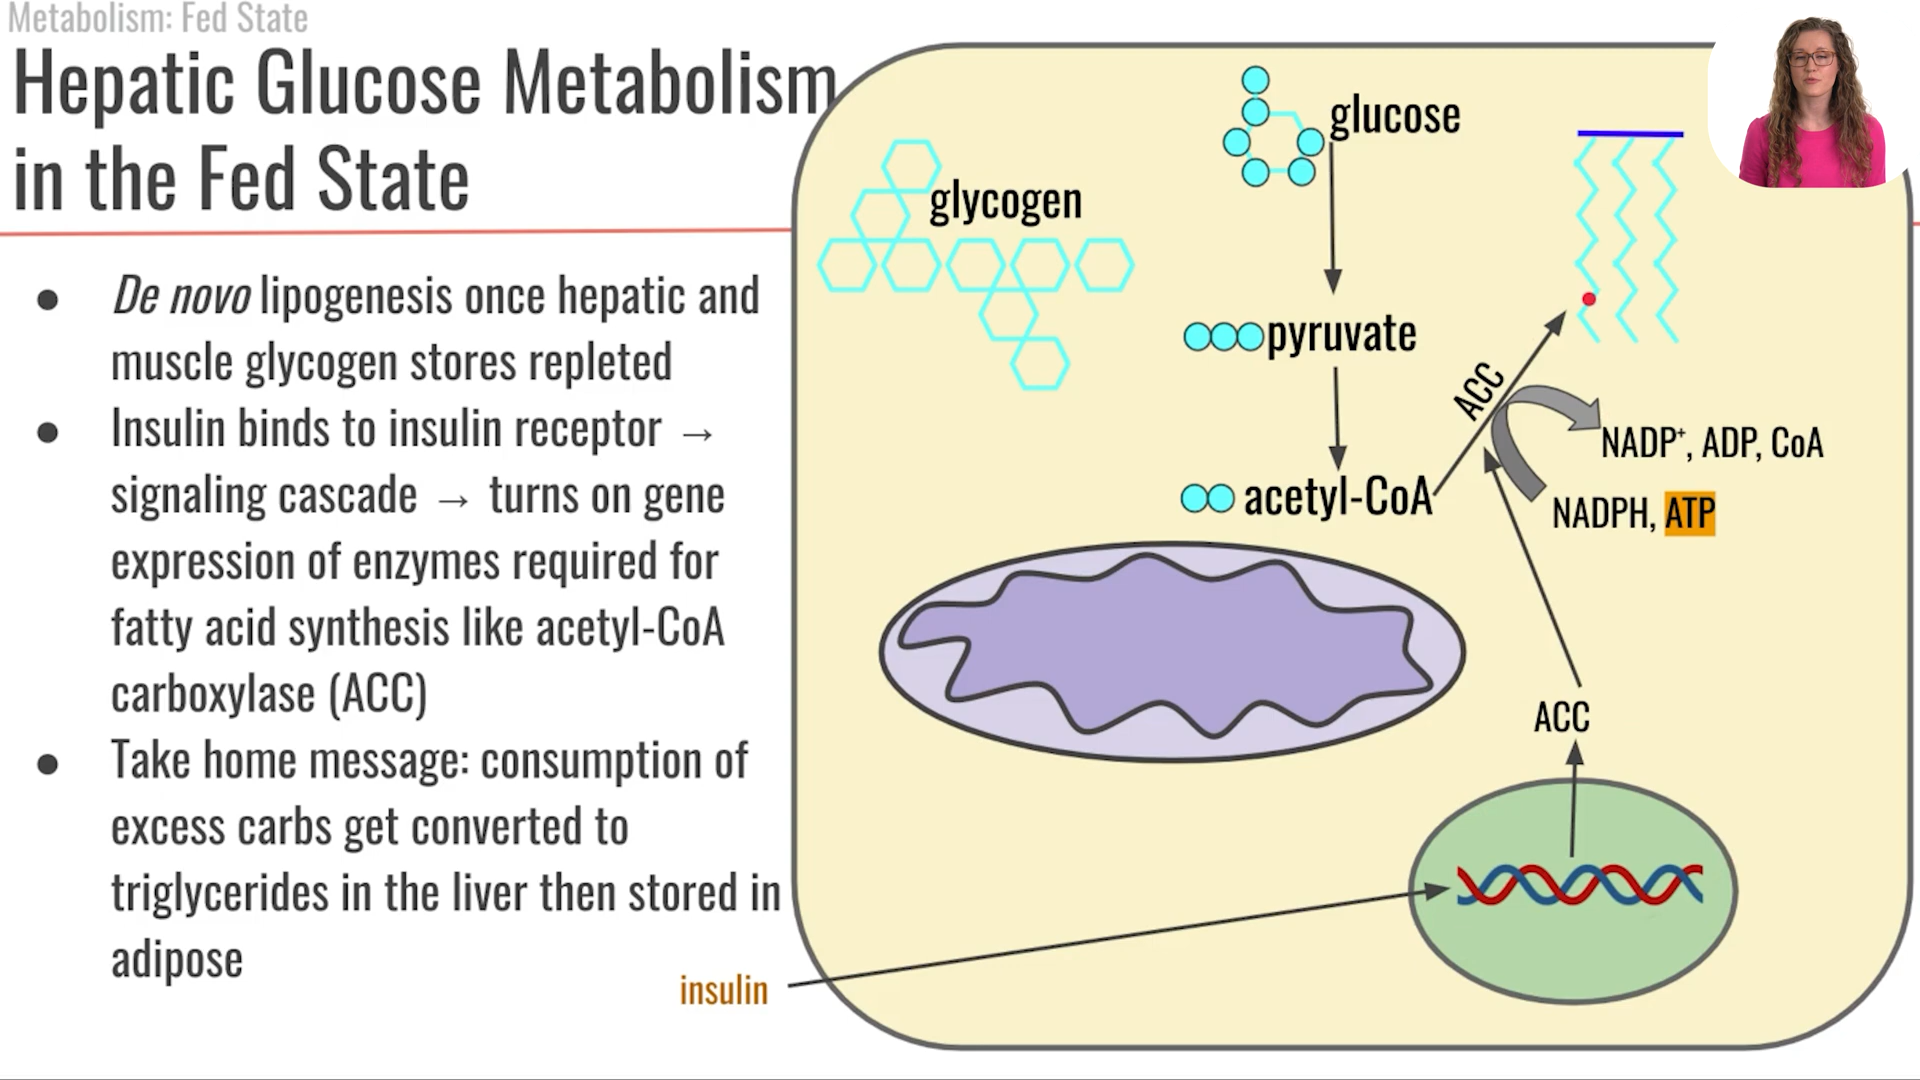 Metabolism: Fed State
Hepatic Glucose Metabolism
in the Fed State
● De novo lipogenesis once hepatic and
muscle glycogen stores repleted
● Insulin binds to insulin receptor →
signaling cascade → turns on gene
expression of enzymes required for
fatty acid synthesis like acetyl-CoA
carboxylase (ACC)
● Take home message: consumption of
excess carbs get converted to
triglycerides in the liver then stored in
adipose
insulin
glucose
glycogen
pyruvate
ACC
NADP⁺, ADP, CoA
acetyl-CoA
NADPH, ATP
ACC